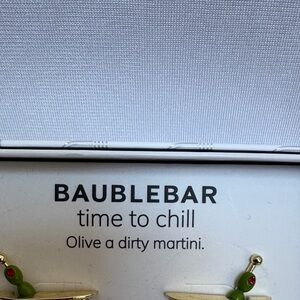 BAUBLEBAR
time to chill
Olive a dirty martini.